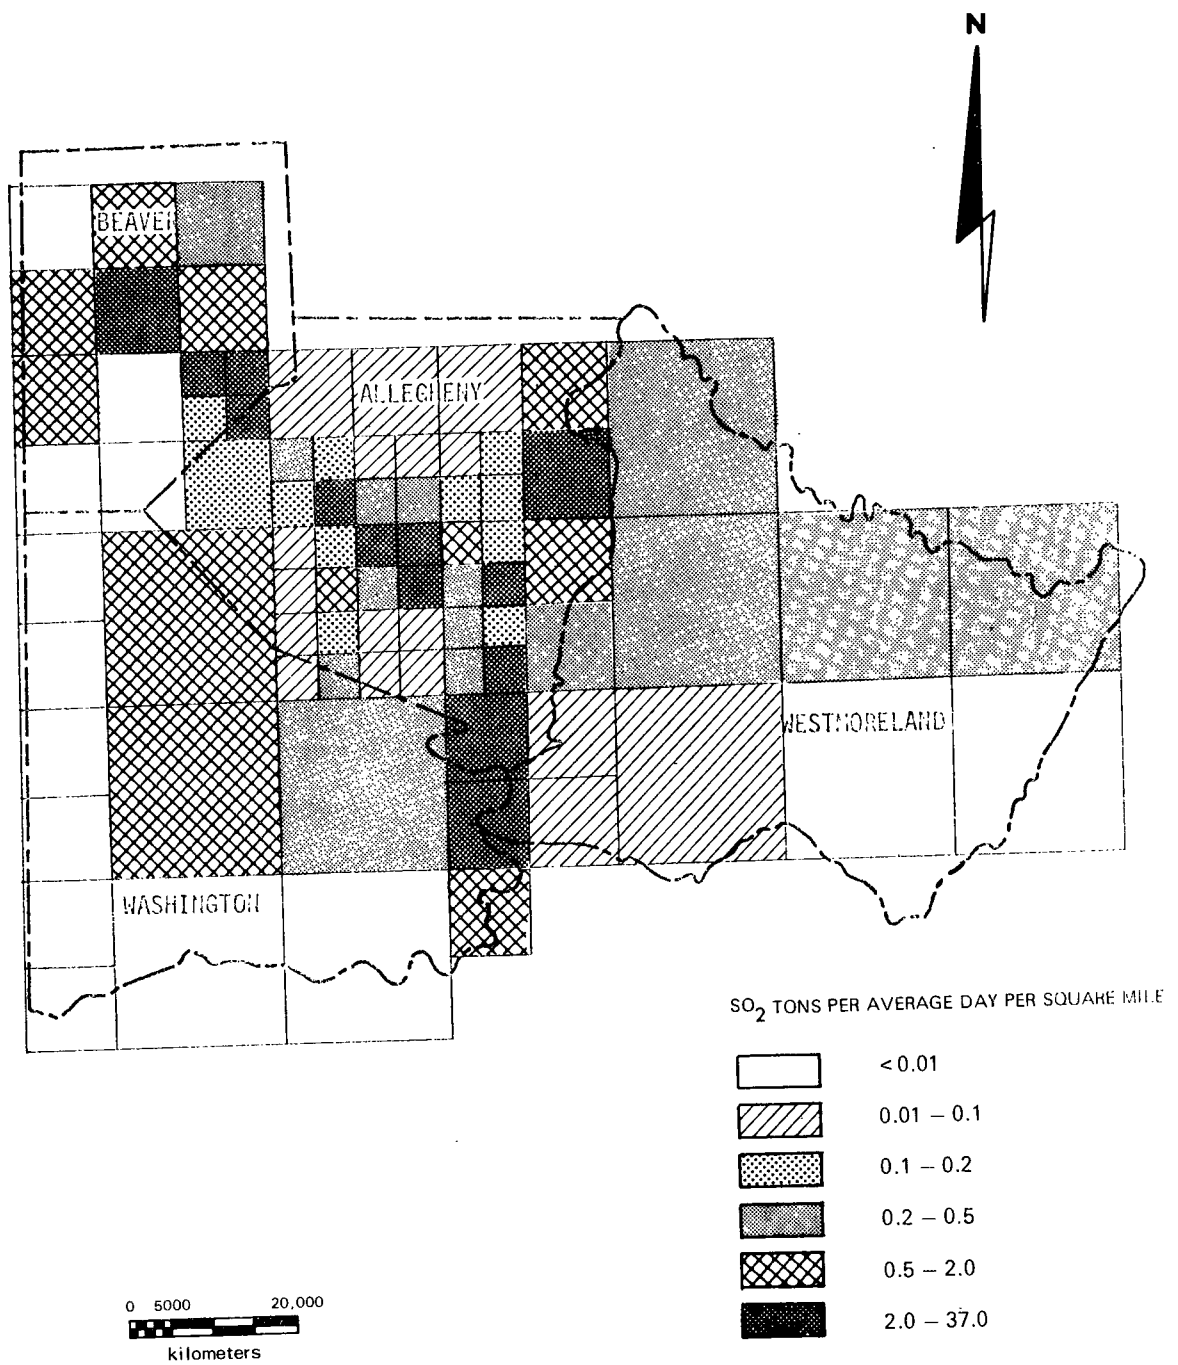 N
BEAVER
ALLEGHENY
WESTMORELAND
WASHINGTON
SO2 TONS PER AVERAGE DAY PER SQUARE MILE
< 0.01
0.01 – 0.1
0.1 – 0.2
0.2 – 0.5
0.5 – 2.0
2.0 – 37.0
0 5000 20,000
kilometers